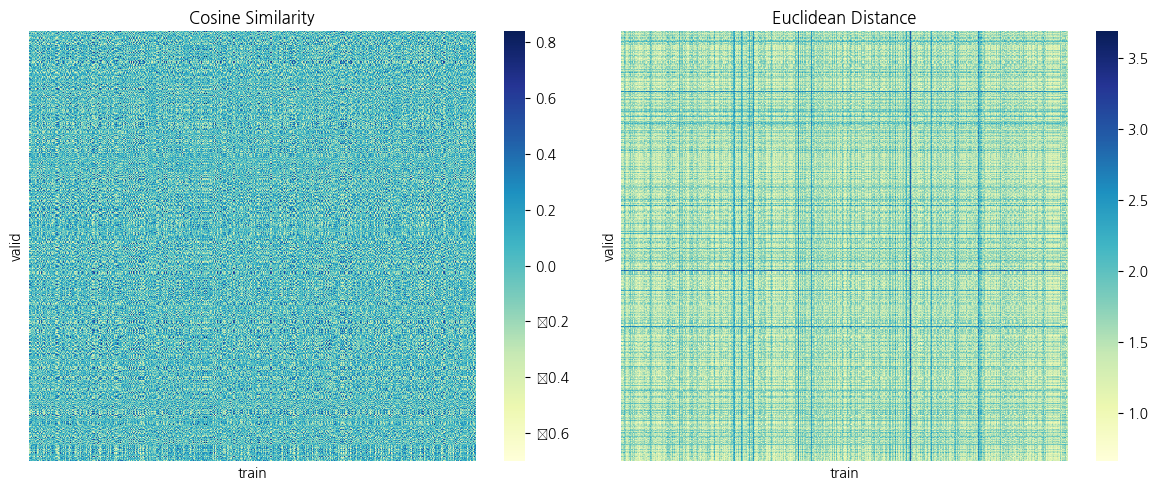 Cosine Similarity
valid
train
0.8
0.6
0.4
0.2
0.0
□0.2
□0.4
□0.6
Euclidean Distance
valid
train
3.5
3.0
2.5
2.0
1.5
1.0